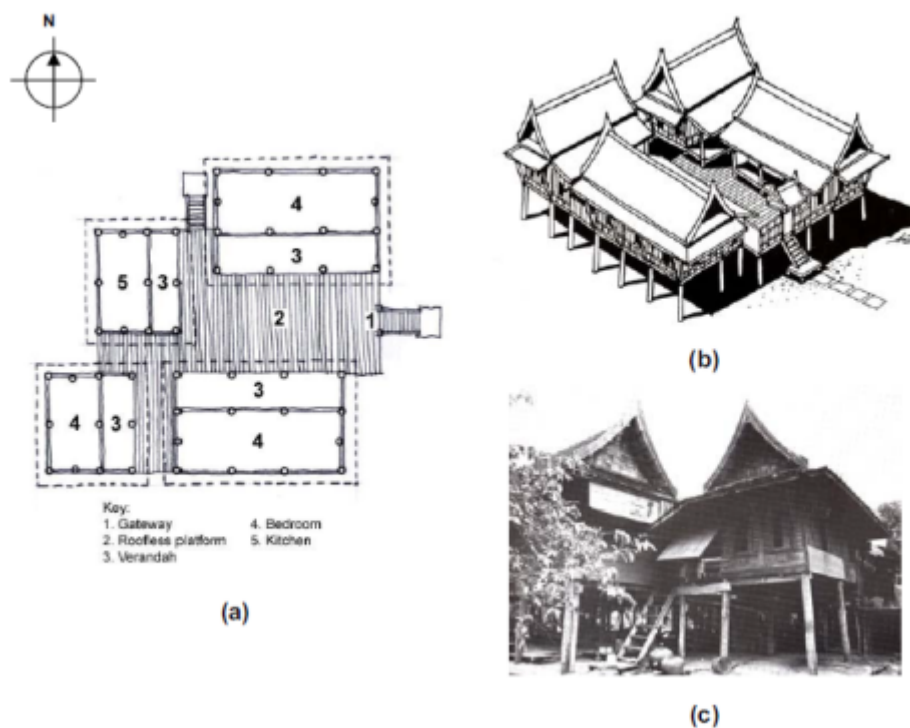 N
4
3
5 3
2
1
3
4 3
4
Key:
1. Gateway 4. Bedroom
2. Roofless platform 5. Kitchen
3. Verandah
(a)
(b)
(c)